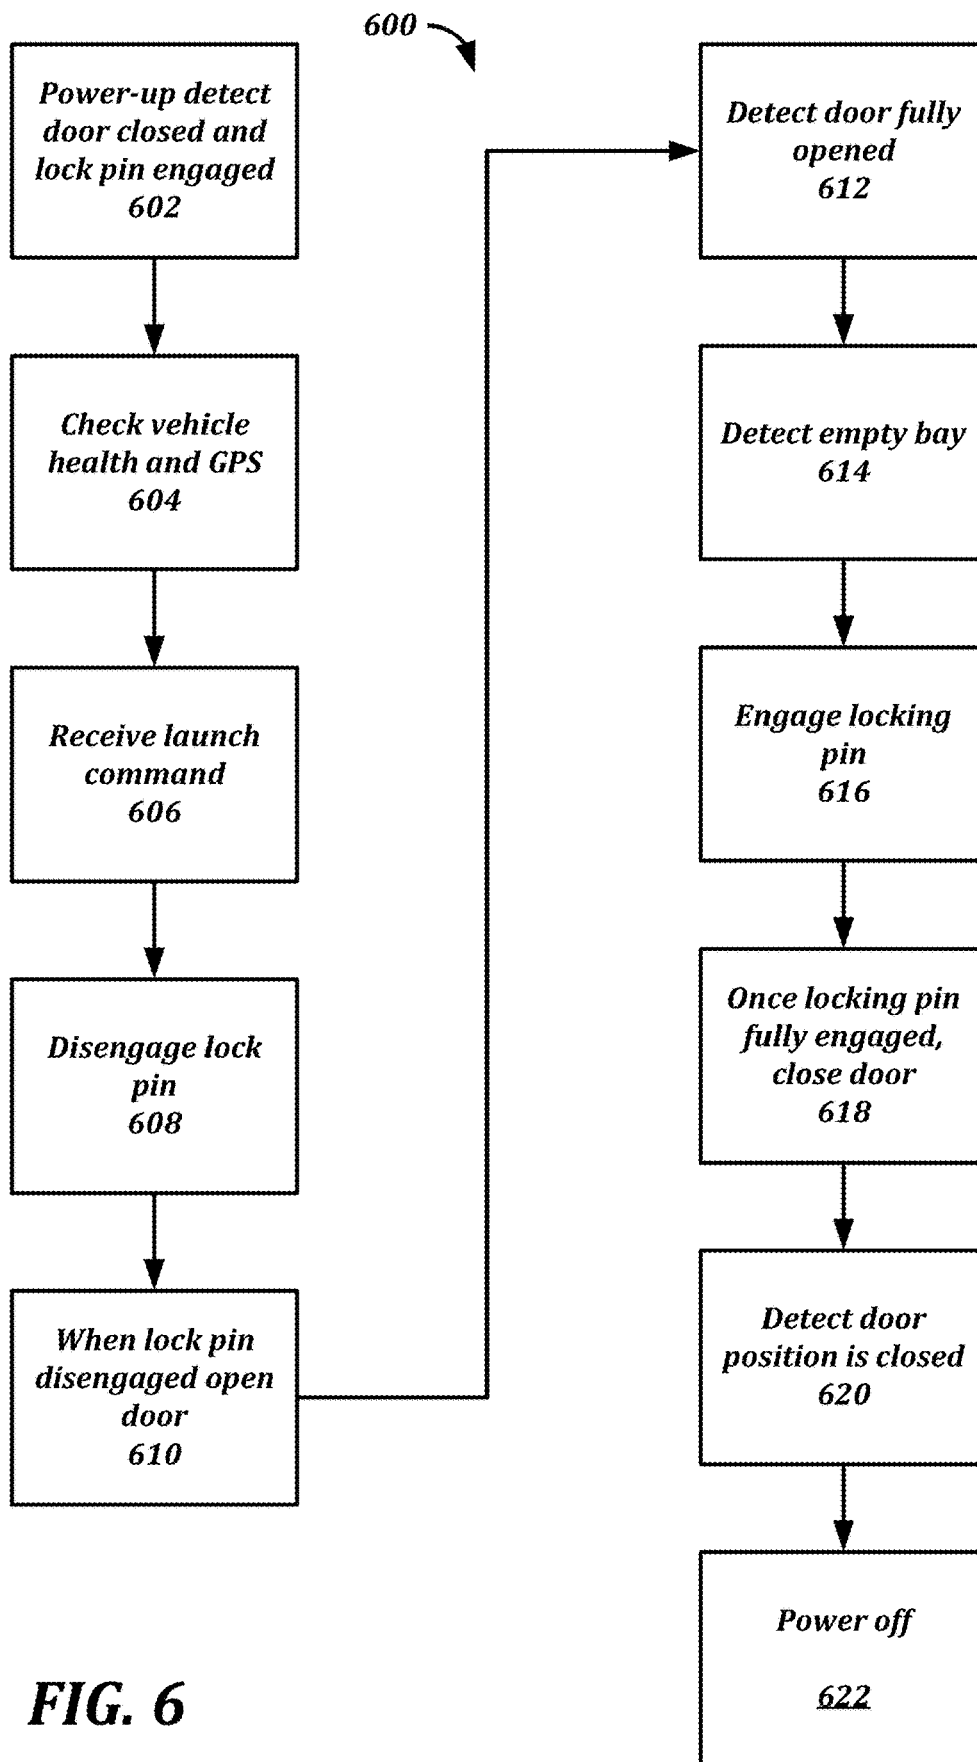 600
Power-up detect
door closed and
lock pin engaged
602
Check vehicle
health and GPS
604
Receive launch
command
606
Disengage lock
pin
608
When lock pin
disengaged open
door
610
Detect door fully
opened
612
Detect empty bay
614
Engage locking
pin
616
Once locking pin
fully engaged,
close door
618
Detect door
position is closed
620
Power off
622
FIG. 6